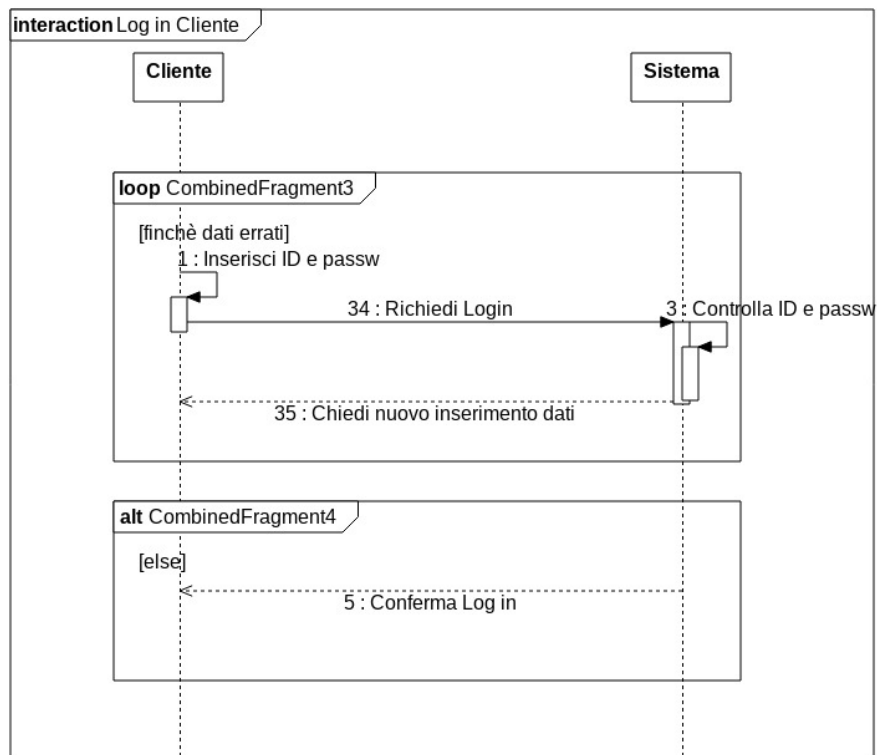 interaction Log in Cliente
Cliente
Sistema
loop CombinedFragment3
[finchè dati errati]
1 : Inserisci ID e passw
34 : Richiedi Login
3 : Controlla ID e passw
35 : Chiedi nuovo inserimento dati
alt CombinedFragment4
[else]
5 : Conferma Log in